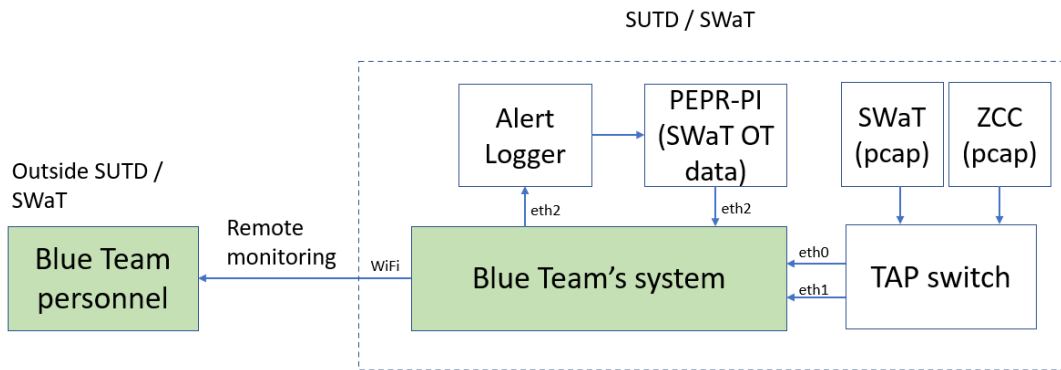 SUTD / SWaT
Alert
Logger
PEPR-PI
(SWaT OT
data)
SWaT
(pcap)
ZCC
(pcap)
Outside SUTD /
SWaT
eth2
eth2
Remote
monitoring
Blue Team
personnel
WiFi
Blue Team's system
eth0
eth1
TAP switch